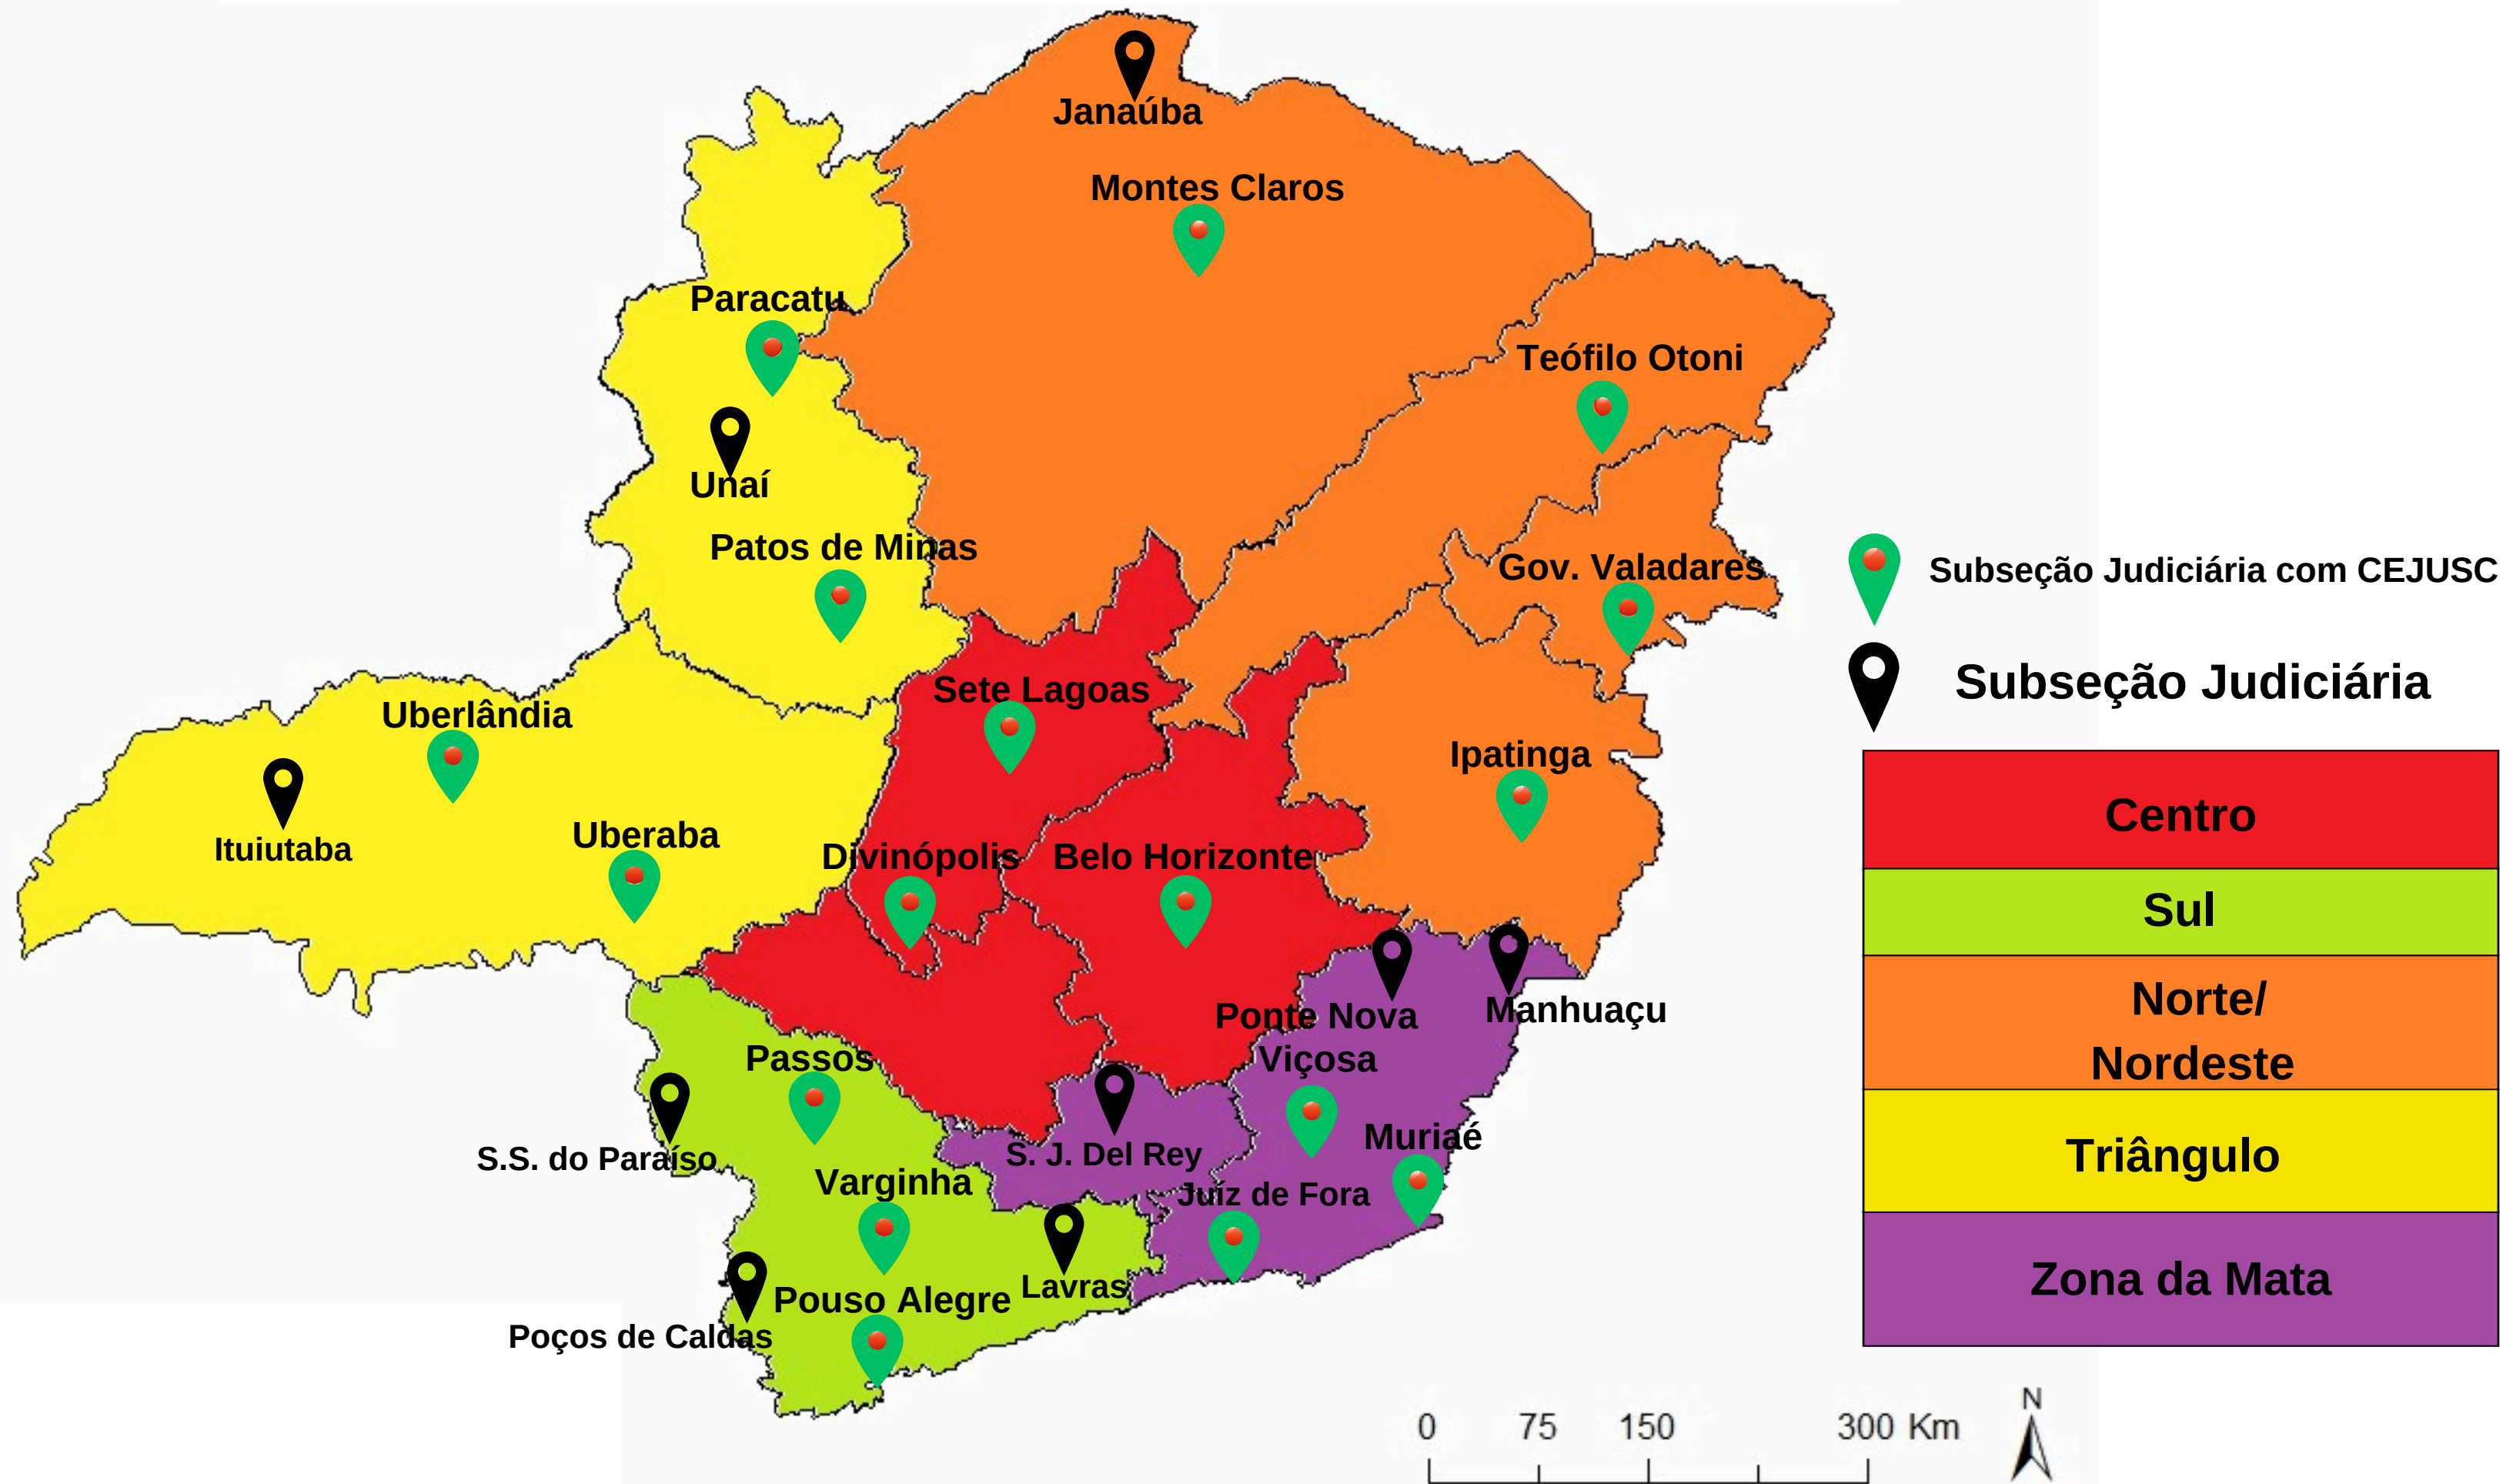 Janaúba
Montes Claros
Paracatu
Teófilo Otoni
Unaí
Patos de Minas
Gov. Valadares
Subseção Judiciária com CEJUSC
Sete Lagoas
Subseção Judiciária
Uberlândia
Ipatinga
Ituiutaba
Uberaba
Divinópolis
Belo Horizonte
Centro
Sul
Ponte Nova
Manhuaçu
Norte/
Nordeste
Passos
Viçosa
S.S. do Paraíso
S. J. Del Rey
Muriaé
Triângulo
Varginha
Juíz de Fora
Pouso Alegre
Lavras
Zona da Mata
Poços de Caldas
0 75 150 300 Km
N